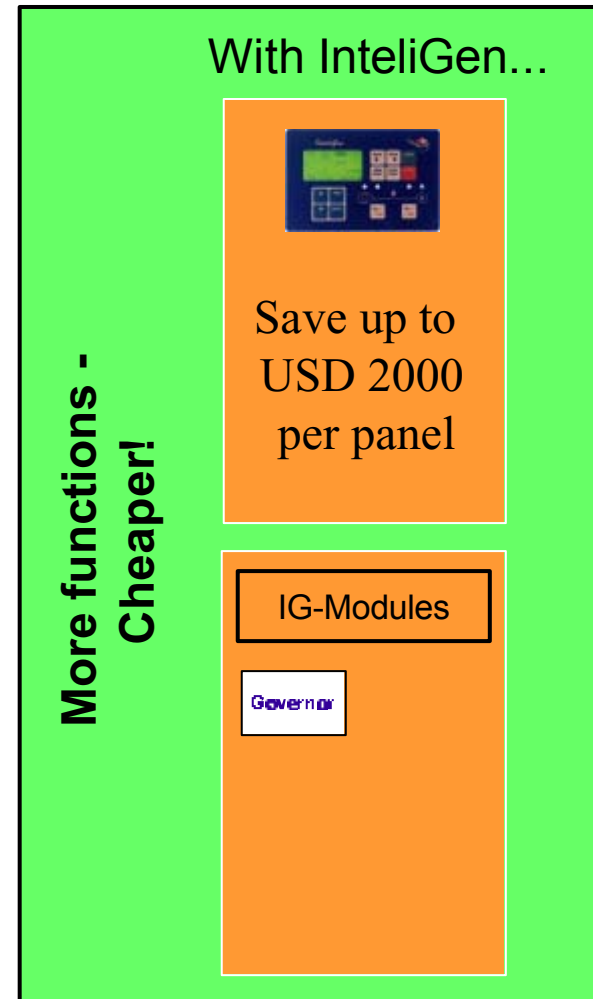 With InteliGen...
Save up to
USD 2000
per panel
More functions -
Cheaper!
IG-Modules
Governor